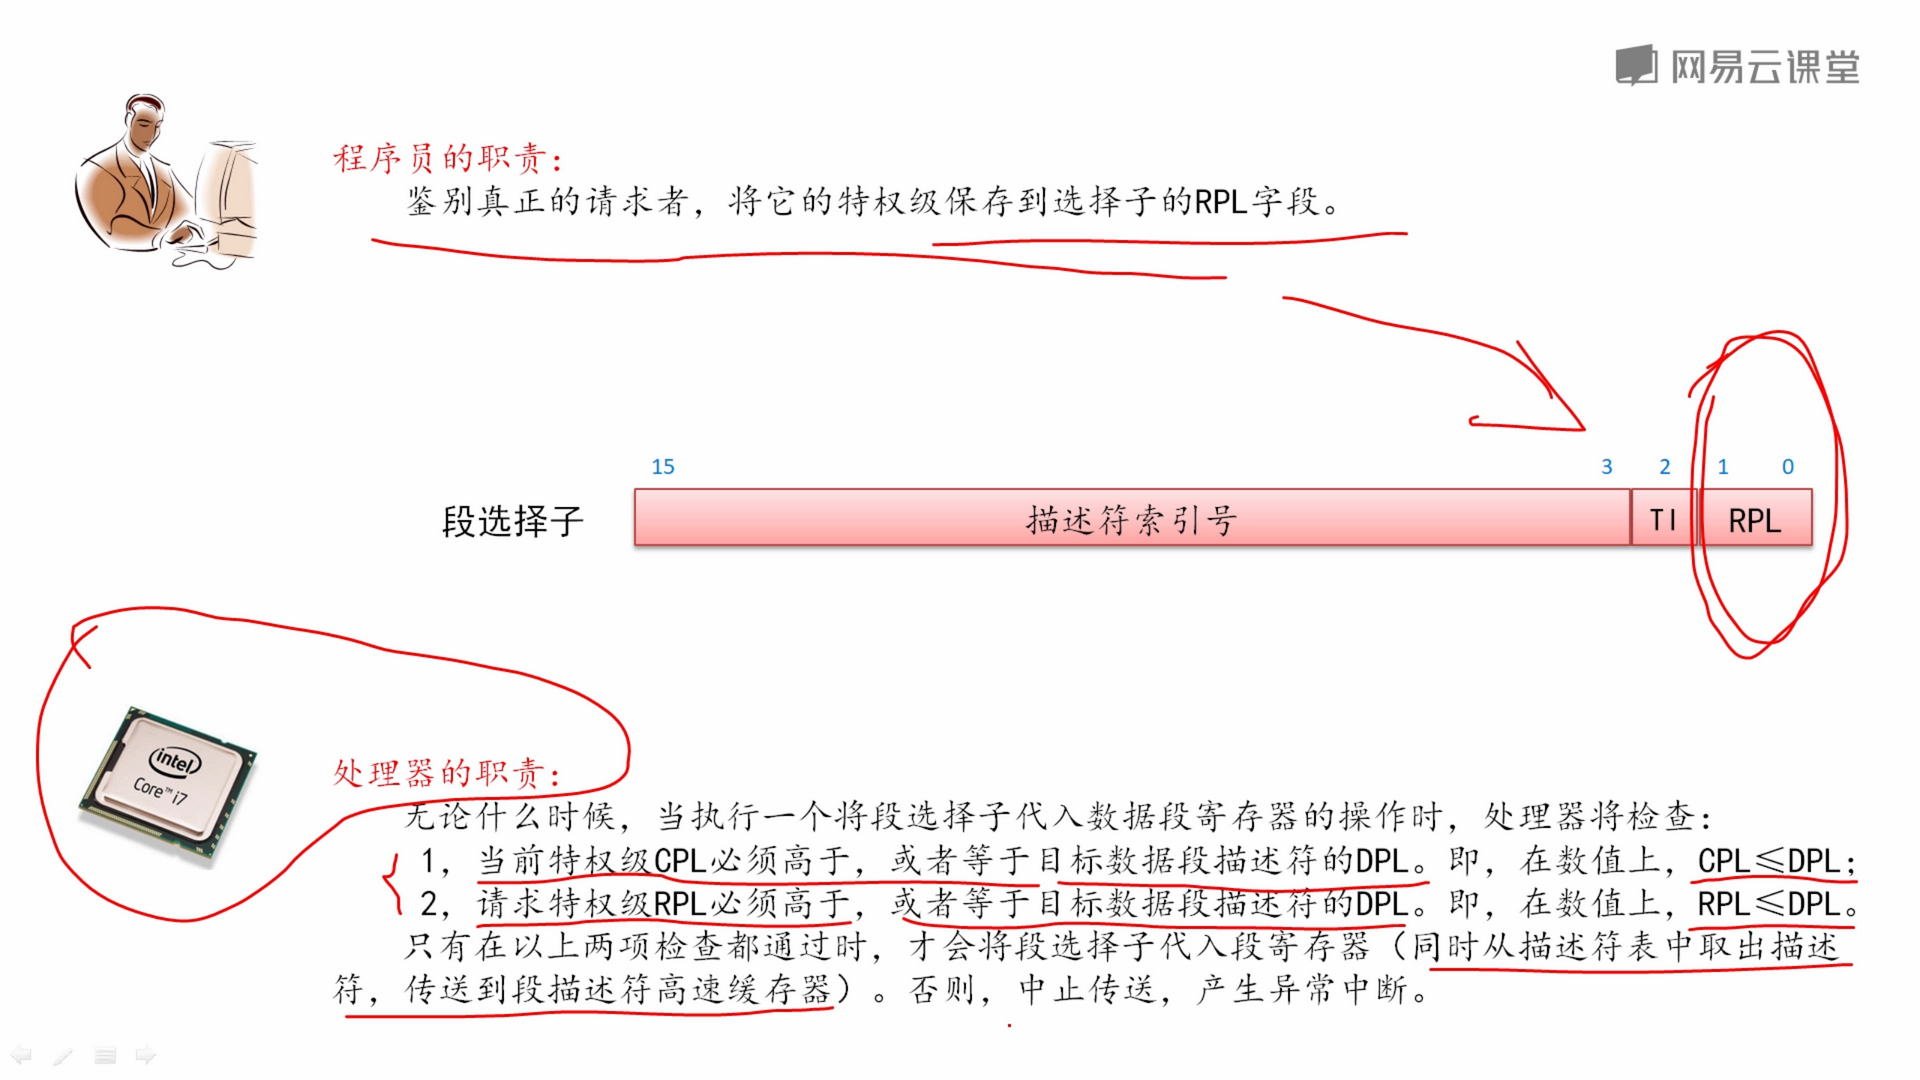 网易云课堂
程序员的职责：
鉴别真正的请求者，将它的特权级保存到选择子的RPL字段。
15 3 2 1 0
段选择子 描述符索引号 TI RPL
intel
Core™ i7
处理器的职责：
无论什么时候，当执行一个将段选择子代入数据段寄存器的操作时，处理器将检查：
1，当前特权级CPL必须高于，或者等于目标数据段描述符的DPL。即，在数值上，CPL≤DPL；
2，请求特权级RPL必须高于，或者等于目标数据段描述符的DPL。即，在数值上，RPL≤DPL。
只有在以上两项检查都通过时，才会将段选择子代入段寄存器（同时从描述符表中取出描述
符，传送到段描述符高速缓存器）。否则，中止传送，产生异常中断。